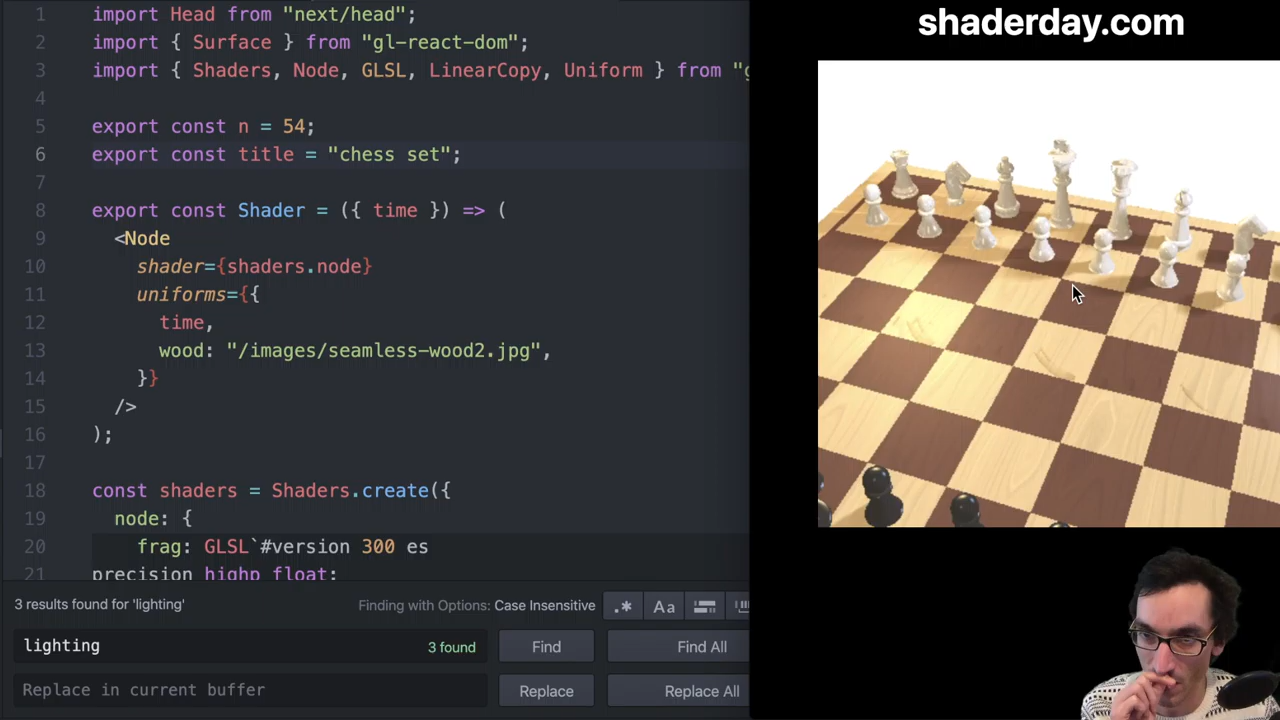 1 import Head from "next/head";
2 import { Surface } from "gl-react-dom";
3 import { Shaders, Node, GLSL, LinearCopy, Uniform } from "g
4
5 export const n = 54;
6 export const title = "chess set";
7
8 export const Shader = ({ time }) => (
9 <Node
10 shader={shaders.node}
11 uniforms={{
12 time,
13 wood: "/images/seamless-wood2.jpg",
14 }}
15 />
16 );
17
18 const shaders = Shaders.create({
19 node: {
20 frag: GLSL`#version 300 es
21 precision highp float;
3 results found for 'lighting'
Finding with Options: Case Insensitive
.* Aa
lighting
3 found
Find
Find All
Replace in current buffer
Replace
Replace All
shaderday.com